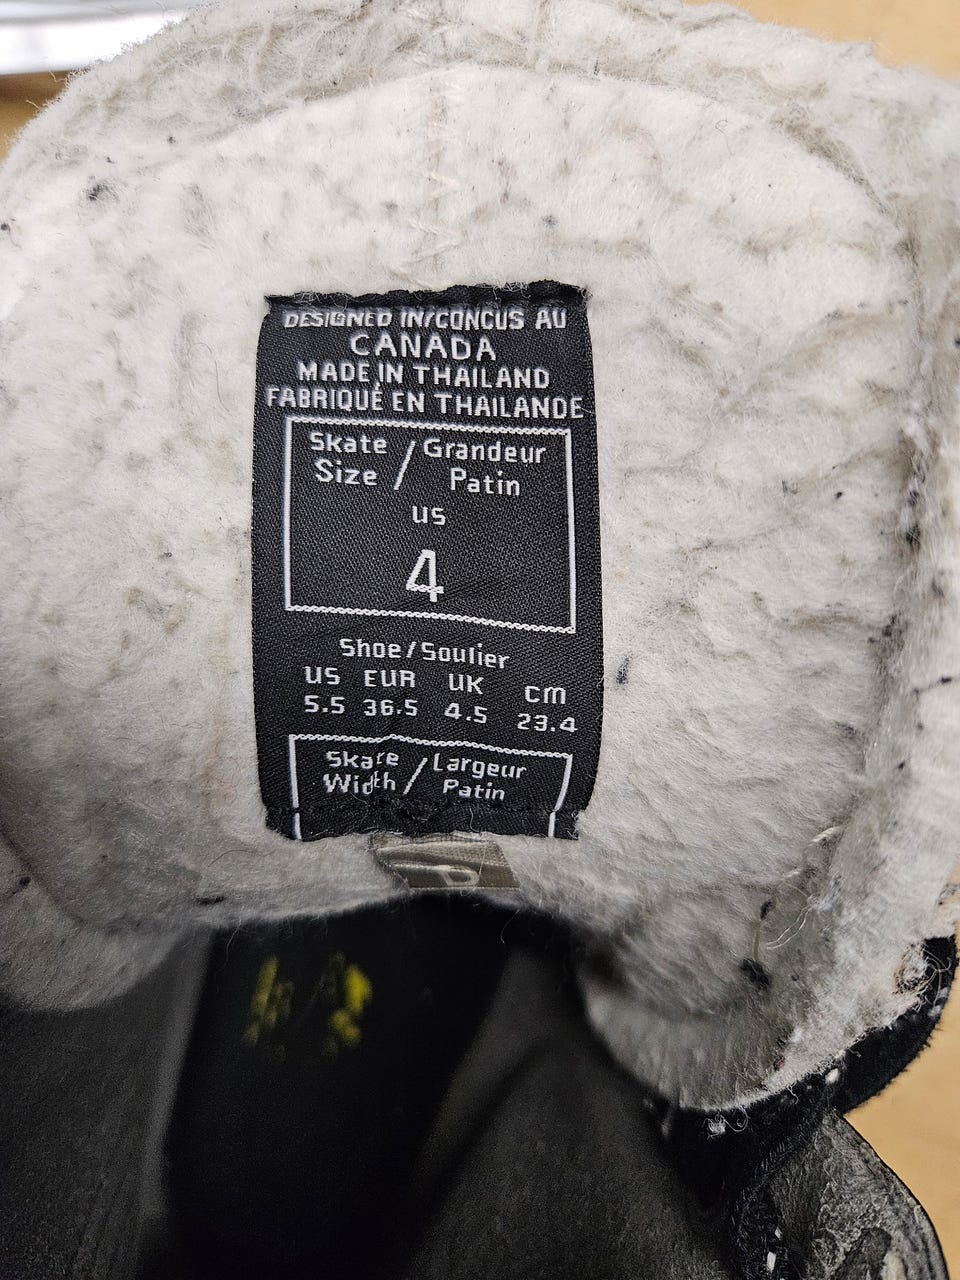 DESIGNED IN/CONCUS AU
CANADA
MADE IN THAILAND
FABRIQUÉ EN THAILANDE
Skate Size / Grandeur Patin
US
4
Shoe/Soulier
US EUR UK cm
5.5 36.5 4.5 23.4
Skate Width / Largeur Patin